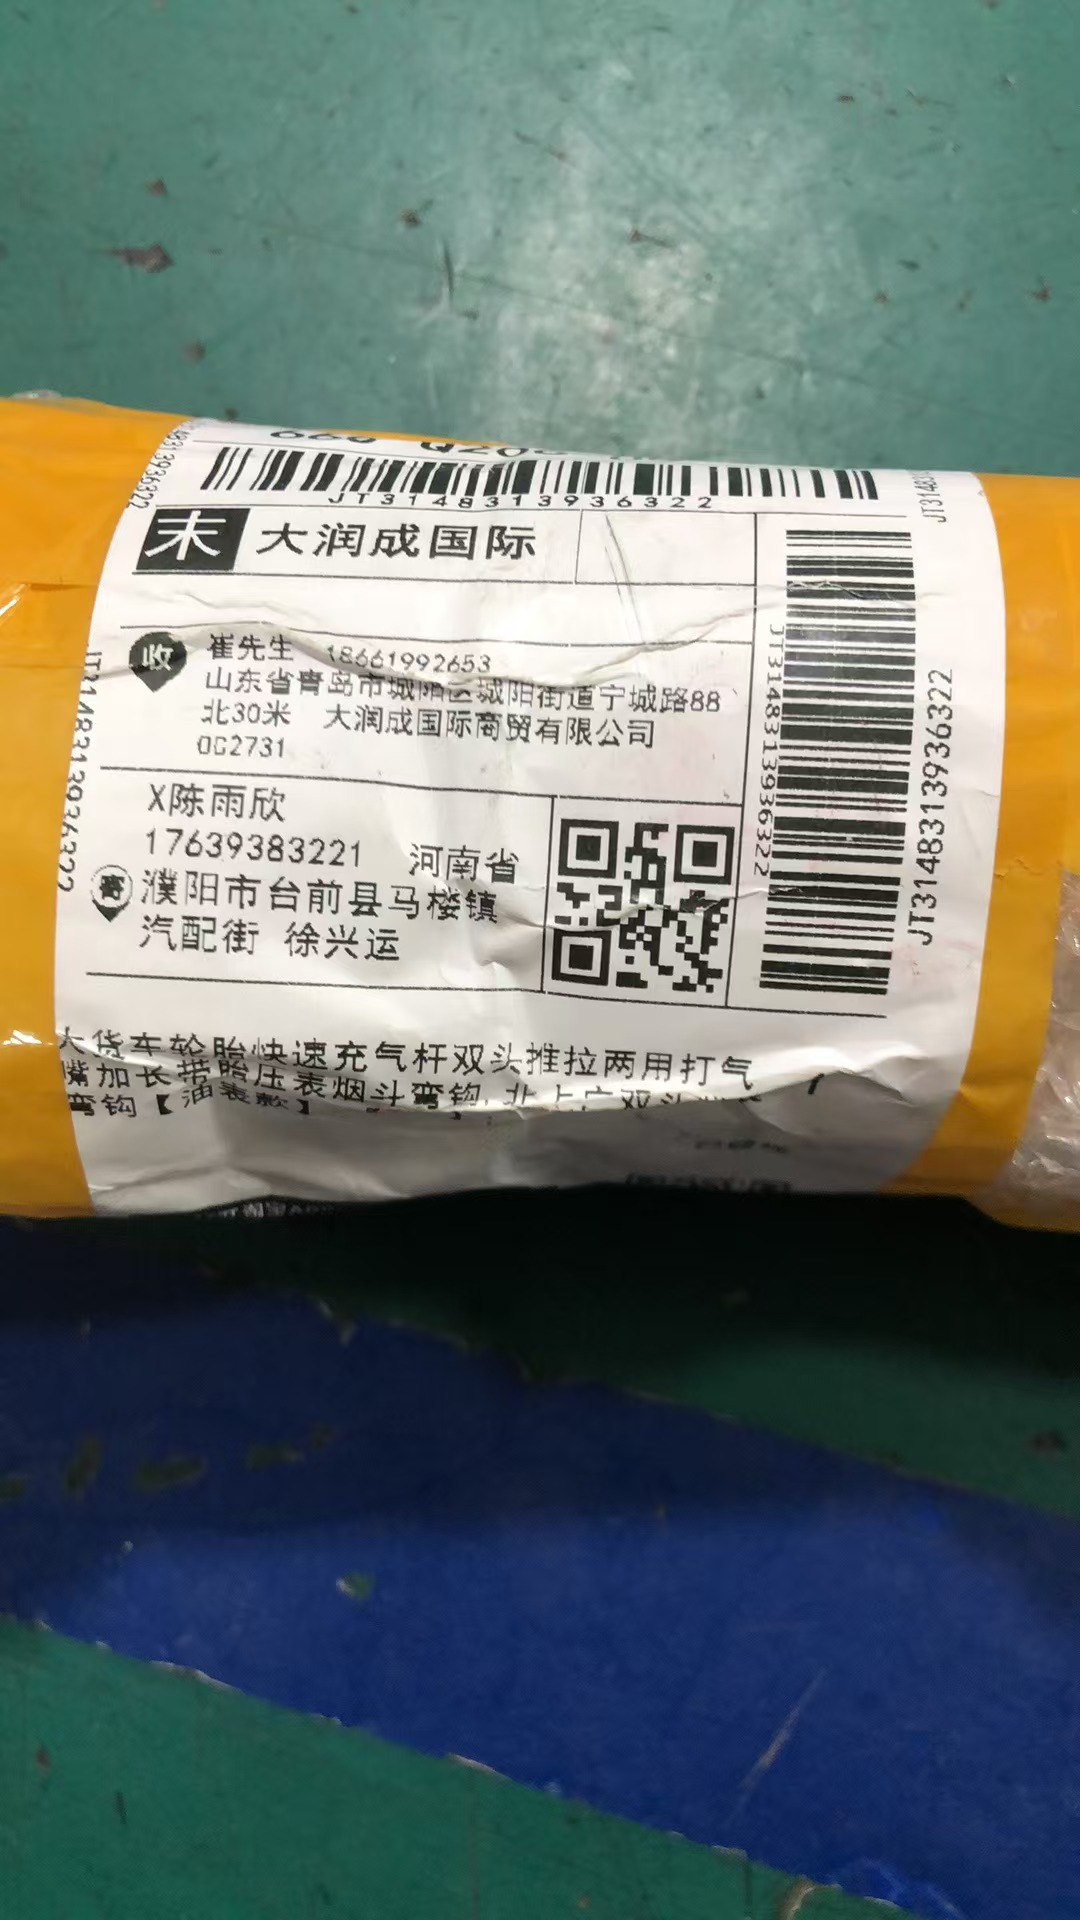 JT3148313936322
末 大润成国际
收 崔先生 18661992653
山东省青岛市城阳区城阳街道宁城路88
北30米 大润成国际商贸有限公司
0C2731
X陈雨欣
17639383221 河南省
寄 濮阳市台前县马楼镇
汽配街 徐兴运
大货车轮胎快速充气杆双头推拉两用打气
嘴加长带胎压表烟斗弯钩
弯钩【油表款】
1
JT3148313936322
JT3148313936322
JT3148313936322